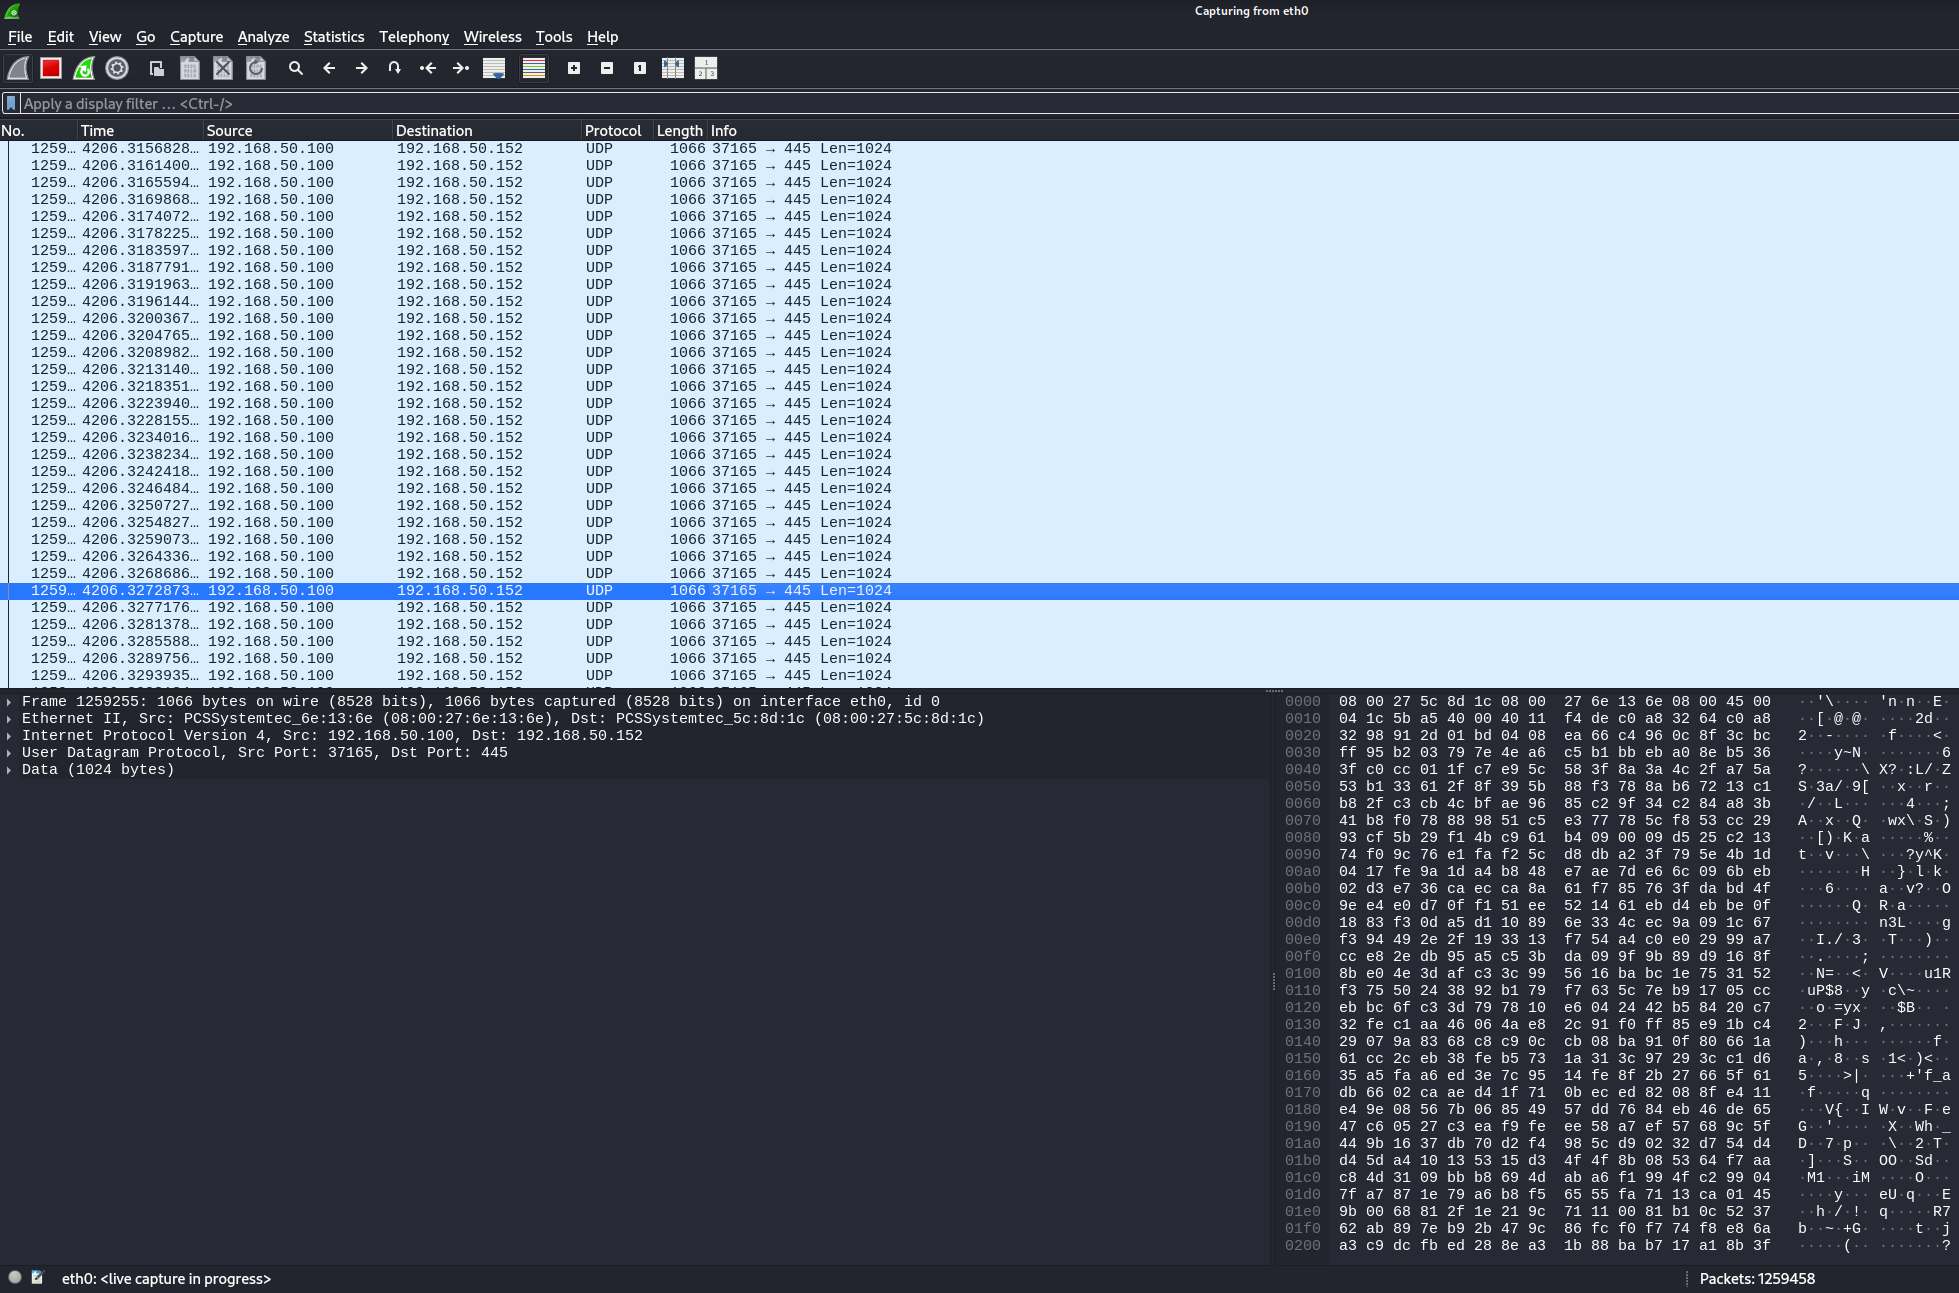 Capturing from eth0
File Edit View Go Capture Analyze Statistics Telephony Wireless Tools Help
Apply a display filter … <Ctrl-/>
No. Time Source Destination Protocol Length Info
1259… 4206.3156828… 192.168.50.100 192.168.50.152 UDP 1066 37165 → 445 Len=1024
1259… 4206.3161400… 192.168.50.100 192.168.50.152 UDP 1066 37165 → 445 Len=1024
1259… 4206.3165594… 192.168.50.100 192.168.50.152 UDP 1066 37165 → 445 Len=1024
1259… 4206.3169868… 192.168.50.100 192.168.50.152 UDP 1066 37165 → 445 Len=1024
1259… 4206.3174072… 192.168.50.100 192.168.50.152 UDP 1066 37165 → 445 Len=1024
1259… 4206.3178225… 192.168.50.100 192.168.50.152 UDP 1066 37165 → 445 Len=1024
1259… 4206.3183597… 192.168.50.100 192.168.50.152 UDP 1066 37165 → 445 Len=1024
1259… 4206.3187791… 192.168.50.100 192.168.50.152 UDP 1066 37165 → 445 Len=1024
1259… 4206.3191963… 192.168.50.100 192.168.50.152 UDP 1066 37165 → 445 Len=1024
1259… 4206.3196144… 192.168.50.100 192.168.50.152 UDP 1066 37165 → 445 Len=1024
1259… 4206.3200367… 192.168.50.100 192.168.50.152 UDP 1066 37165 → 445 Len=1024
1259… 4206.3204765… 192.168.50.100 192.168.50.152 UDP 1066 37165 → 445 Len=1024
1259… 4206.3208982… 192.168.50.100 192.168.50.152 UDP 1066 37165 → 445 Len=1024
1259… 4206.3213140… 192.168.50.100 192.168.50.152 UDP 1066 37165 → 445 Len=1024
1259… 4206.3218351… 192.168.50.100 192.168.50.152 UDP 1066 37165 → 445 Len=1024
1259… 4206.3223940… 192.168.50.100 192.168.50.152 UDP 1066 37165 → 445 Len=1024
1259… 4206.3228155… 192.168.50.100 192.168.50.152 UDP 1066 37165 → 445 Len=1024
1259… 4206.3234016… 192.168.50.100 192.168.50.152 UDP 1066 37165 → 445 Len=1024
1259… 4206.3238234… 192.168.50.100 192.168.50.152 UDP 1066 37165 → 445 Len=1024
1259… 4206.3242418… 192.168.50.100 192.168.50.152 UDP 1066 37165 → 445 Len=1024
1259… 4206.3246484… 192.168.50.100 192.168.50.152 UDP 1066 37165 → 445 Len=1024
1259… 4206.3250727… 192.168.50.100 192.168.50.152 UDP 1066 37165 → 445 Len=1024
1259… 4206.3254827… 192.168.50.100 192.168.50.152 UDP 1066 37165 → 445 Len=1024
1259… 4206.3259073… 192.168.50.100 192.168.50.152 UDP 1066 37165 → 445 Len=1024
1259… 4206.3264336… 192.168.50.100 192.168.50.152 UDP 1066 37165 → 445 Len=1024
1259… 4206.3268686… 192.168.50.100 192.168.50.152 UDP 1066 37165 → 445 Len=1024
1259… 4206.3272873… 192.168.50.100 192.168.50.152 UDP 1066 37165 → 445 Len=1024
1259… 4206.3277176… 192.168.50.100 192.168.50.152 UDP 1066 37165 → 445 Len=1024
1259… 4206.3281378… 192.168.50.100 192.168.50.152 UDP 1066 37165 → 445 Len=1024
1259… 4206.3285588… 192.168.50.100 192.168.50.152 UDP 1066 37165 → 445 Len=1024
1259… 4206.3289756… 192.168.50.100 192.168.50.152 UDP 1066 37165 → 445 Len=1024
1259… 4206.3293935… 192.168.50.100 192.168.50.152 UDP 1066 37165 → 445 Len=1024
Frame 1259255: 1066 bytes on wire (8528 bits), 1066 bytes captured (8528 bits) on interface eth0, id 0
Ethernet II, Src: PCSSystemtec_6e:13:6e (08:00:27:6e:13:6e), Dst: PCSSystemtec_5c:8d:1c (08:00:27:5c:8d:1c)
Internet Protocol Version 4, Src: 192.168.50.100, Dst: 192.168.50.152
User Datagram Protocol, Src Port: 37165, Dst Port: 445
Data (1024 bytes)
0000 08 00 27 5c 8d 1c 08 00 27 6e 13 6e 08 00 45 00 ··'\···· 'n·n··E·
0010 04 1c 5b a5 40 00 40 11 f4 de c0 a8 32 64 c0 a8 ··[·@·@· ····2d··
0020 32 98 91 2d 01 bd 04 08 ea 66 c4 96 0c 8f 3c bc 2··-···· ·f····<·
0030 ff 95 b2 03 79 7e 4e a6 c5 b1 bb eb a0 8e b5 36 ····y~N· ·······6
0040 3f c0 cc 01 1f c7 e9 5c 58 3f 8a 3a 4c 2f a7 5a ?······\ X?·:L/·Z
0050 53 b1 33 61 2f 8f 39 5b 88 f3 78 8a b6 72 13 c1 S·3a/·9[ ··x··r··
0060 b8 2f c3 cb 4c bf ae 96 85 c2 9f 34 c2 84 a8 3b ·/··L··· ···4···;
0070 41 b8 f0 78 88 98 51 c5 e3 77 78 5c f8 53 cc 29 A··x··Q· ·wx\·S·)
0080 93 cf 5b 29 f1 4b c9 61 b4 09 00 09 d5 25 c2 13 ··[)·K·a ·····%··
0090 74 f0 9c 76 e1 fa f2 5c d8 db a2 3f 79 5e 4b 1d t··v···\ ···?y^K·
00a0 04 17 fe 9a 1d a4 b8 48 e7 ae 7d e6 6c 09 6b eb ·······H ··}·l·k·
00b0 02 d3 e7 36 ca ec ca 8a 61 f7 85 76 3f da bd 4f ···6···· a··v?··O
00c0 9e e4 e0 d7 0f f1 51 ee 52 14 61 eb d4 eb be 0f ······Q· R·a·····
00d0 18 83 f3 0d a5 d1 10 89 6e 33 4c ec 9a 09 1c 67 ········ n3L····g
00e0 f3 94 49 2e 2f 19 33 13 f7 54 a4 c0 e0 29 99 a7 ··I./·3· ·T···)··
00f0 cc e8 2e db 95 a5 c5 3b da 09 9f 9b 89 d9 16 8f ··.····; ········
0100 8b e0 4e 3d af c3 3c 99 56 16 ba bc 1e 75 31 52 ··N=··<· V····u1R
0110 f3 75 50 24 38 92 b1 79 f7 63 5c 7e b9 17 05 cc ·uP$8··y ·c\~····
0120 eb bc 6f c3 3d 79 78 10 e6 04 24 42 b5 84 20 c7 ··o·=yx· ··$B·· ·
0130 32 fe c1 aa 46 06 4a e8 2c 91 f0 ff 85 e9 1b c4 2···F·J· ,·······
0140 29 07 9a 83 68 c8 c9 0c cb 08 ba 91 0f 80 66 1a )···h··· ······f·
0150 61 cc 2c eb 38 fe b5 73 1a 31 3c 97 29 3c c1 d6 a·,·8··s ·1<·)<··
0160 35 a5 fa a6 ed 3e 7c 95 14 fe 8f 2b 27 66 5f 61 5····>|· ···+'f_a
0170 db 66 02 ca ae d4 1f 71 0b ec ed 82 08 8f e4 11 ·f·····q ········
0180 e4 9e 08 56 7b 06 85 49 57 dd 76 84 eb 46 de 65 ···V{··I W·v··F·e
0190 47 c6 05 27 c3 ea f9 fe ee 58 a7 ef 57 68 9c 5f G··'···· ·X··Wh·_
01a0 44 9b 16 37 db 70 d2 f4 98 5c d9 02 32 d7 54 d4 D··7·p·· ·\··2·T·
01b0 d4 5d a4 10 13 53 15 d3 4f 4f 8b 08 53 64 f7 aa ·]···S·· OO··Sd··
01c0 c8 4d 31 09 bb b8 69 4d ab a6 f1 99 4f c2 99 04 ·M1···iM ····O···
01d0 7f a7 87 1e 79 a6 b8 f5 65 55 fa 71 13 ca 01 45 ····y··· eU·q···E
01e0 9b 00 68 81 2f 1e 21 9c 71 11 00 81 b1 0c 52 37 ··h·/·!· q·····R7
01f0 62 ab 89 7e b9 2b 47 9c 86 fc f0 f7 74 f8 e8 6a b··~·+G· ····t··j
0200 a3 c9 dc fb ed 28 8e a3 1b 88 ba b7 17 a1 8b 3f ·····(·· ·······?
eth0: <live capture in progress>
Packets: 1259458